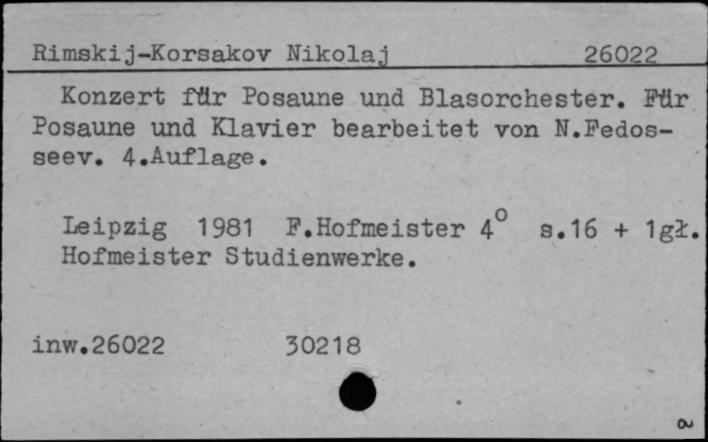 Rimskij-Korsakov Nikolaj 26022
Konzert für Posaune und Blasorchester. Für
Posaune und Klavier bearbeitet von N.Fedos-
seev. 4.Auflage.
Leipzig 1981 F.Hofmeister 4° s.16 + 1gł.
Hofmeister Studienwerke.
inw.26022 30218